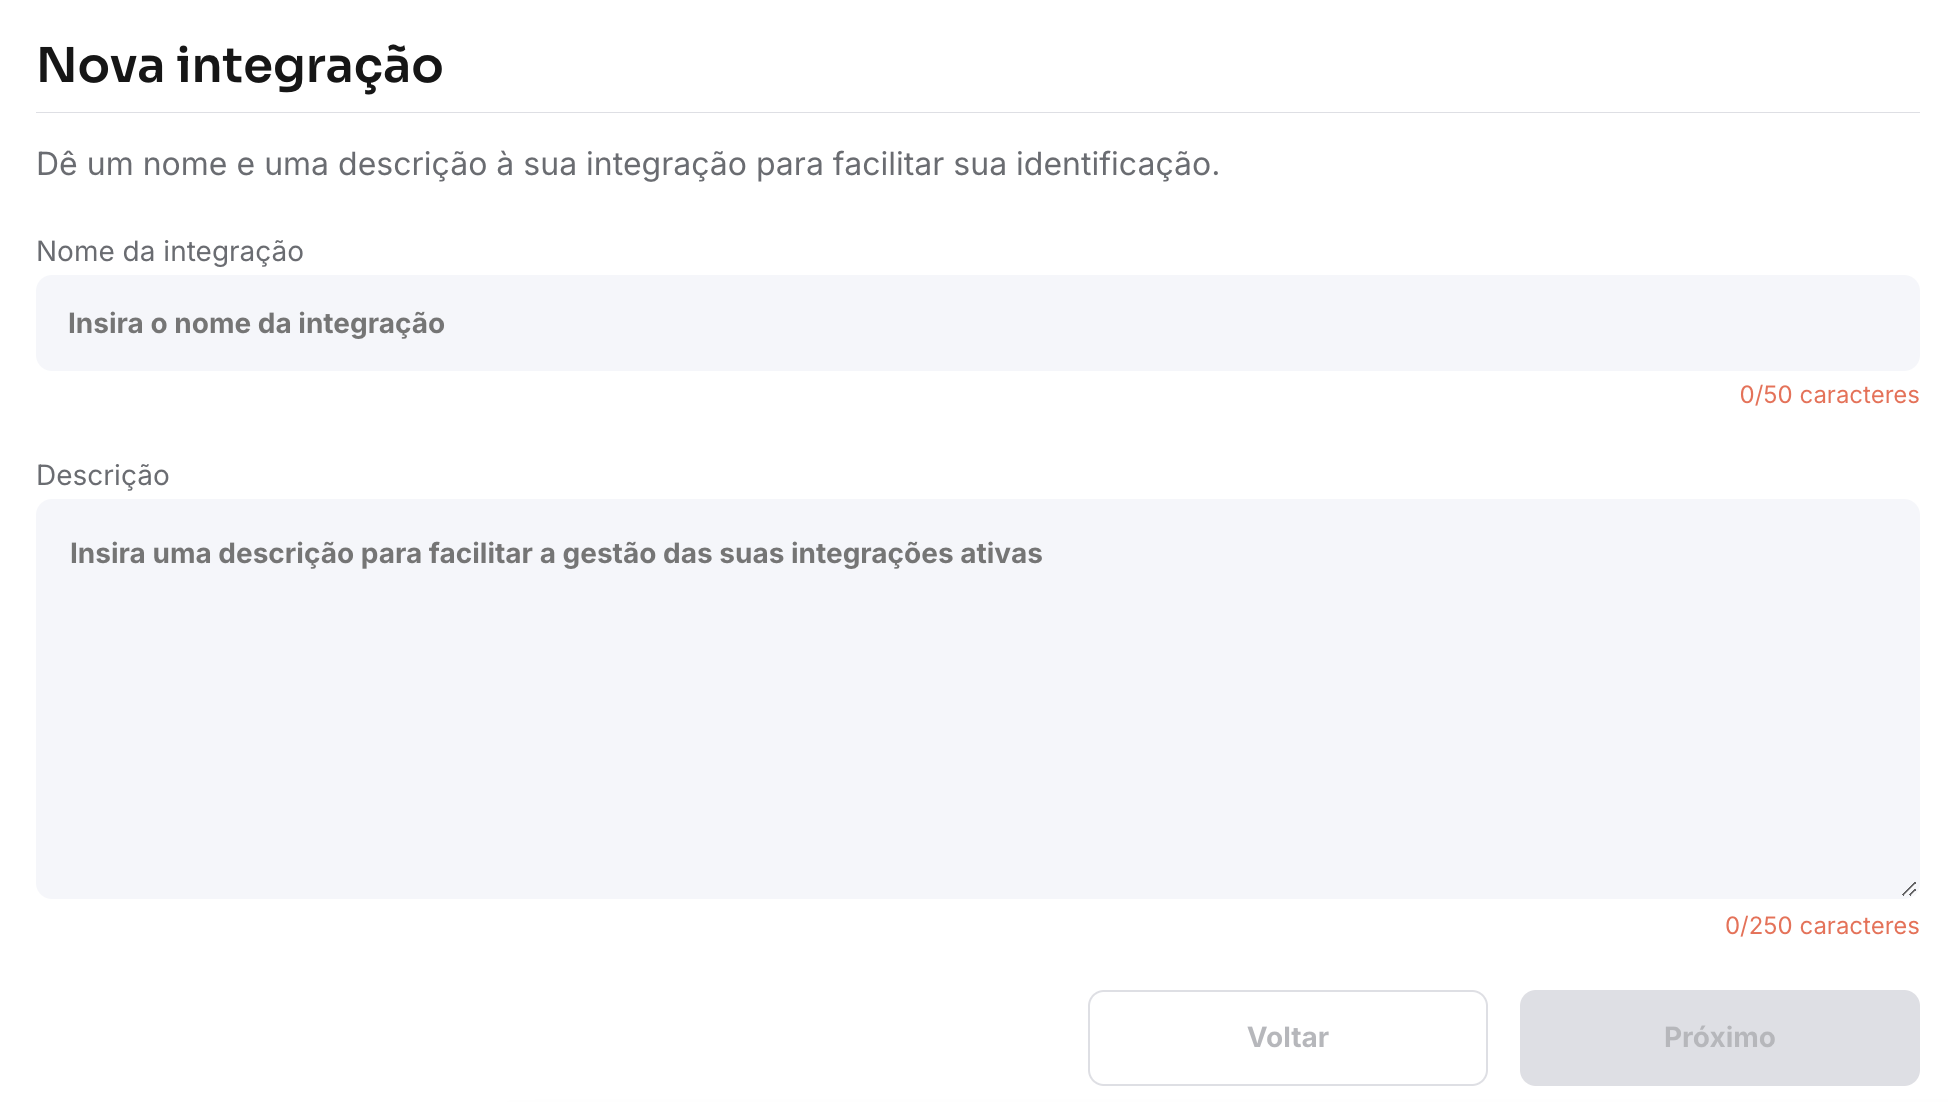 Nova integração
Dê um nome e uma descrição à sua integração para facilitar sua identificação.
Nome da integração
Insira o nome da integração
0/50 caracteres
Descrição
Insira uma descrição para facilitar a gestão das suas integrações ativas
0/250 caracteres
Voltar
Próximo